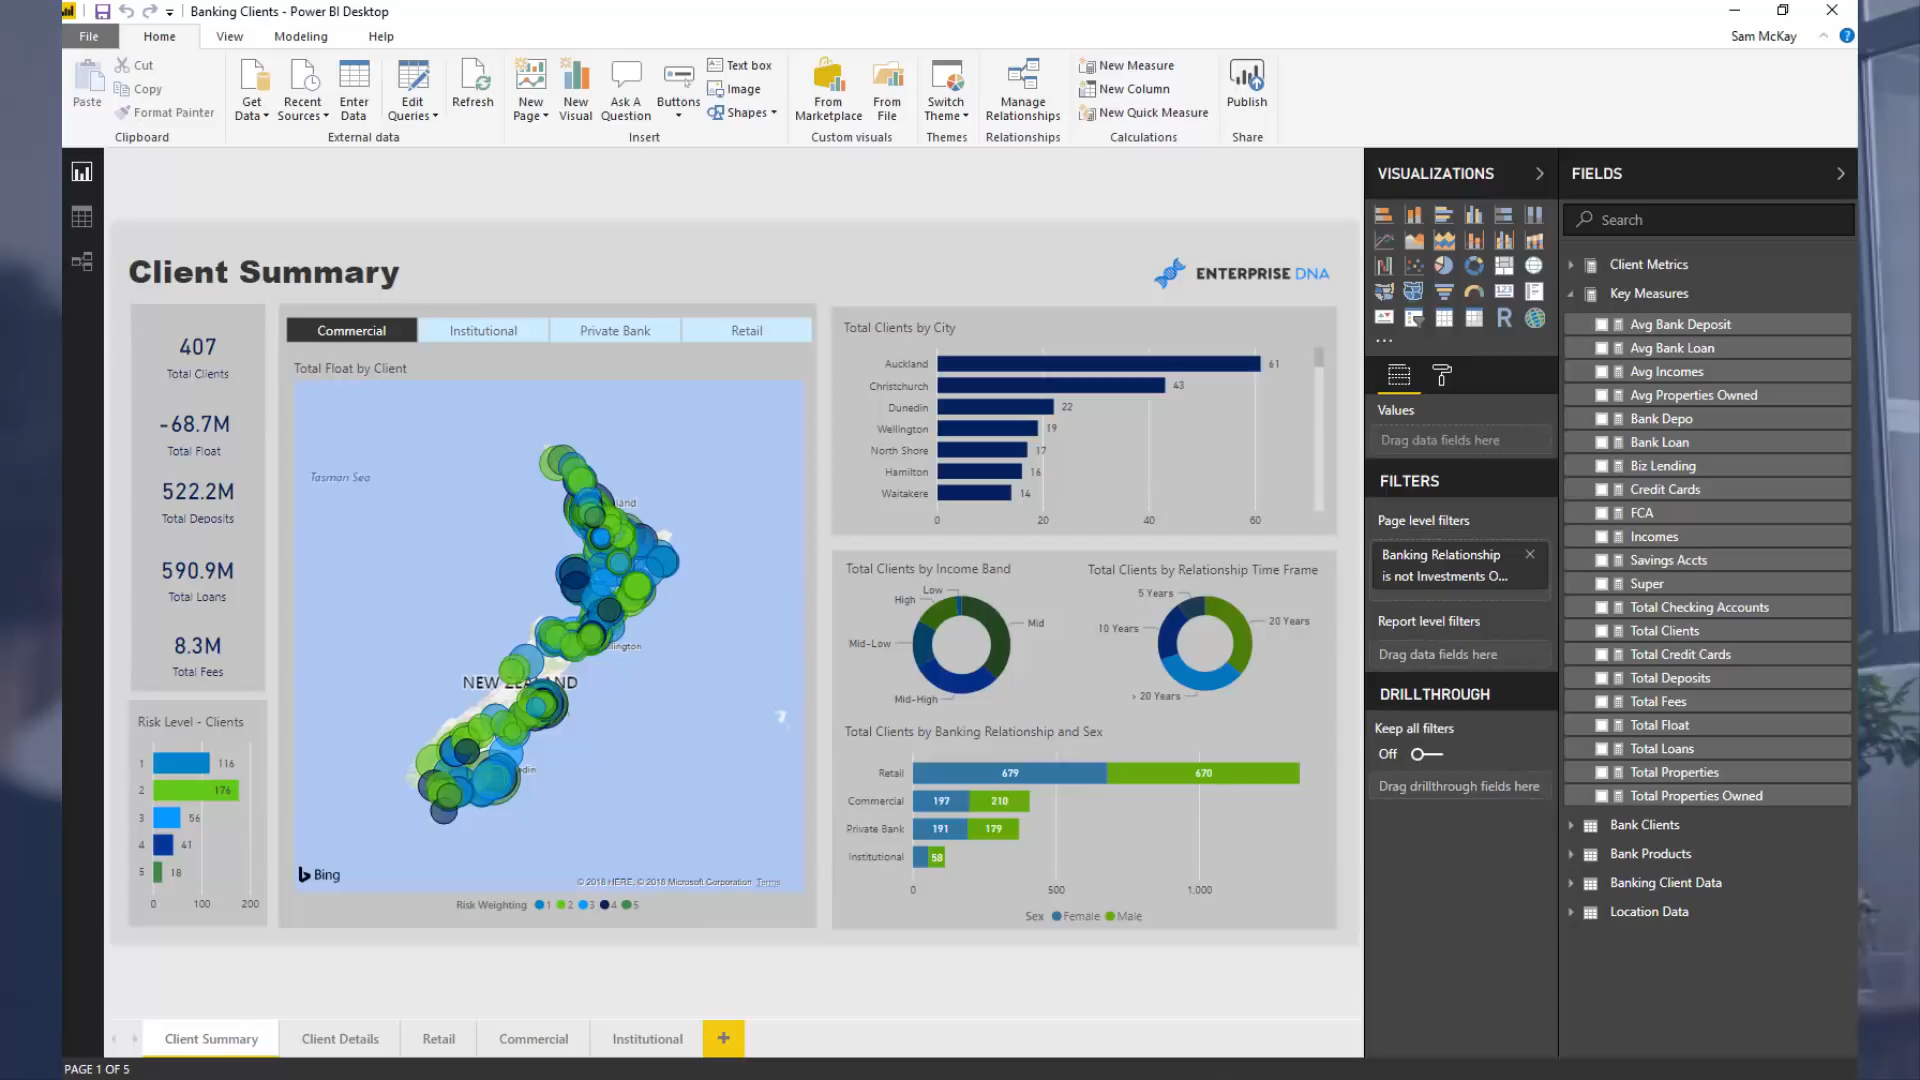 Banking Clients - Power BI Desktop
File
Home
View
Modeling
Help
Sam McKay
Paste
Cut
Copy
Format Painter
Clipboard
Get Data
Recent Sources
Enter Data
Edit Queries
Refresh
External data
New Page
New Visual
Ask A Question
Buttons
Text box
Image
Shapes
Insert
From Marketplace
From File
Custom visuals
Switch Theme
Themes
Manage Relationships
Relationships
New Measure
New Column
New Quick Measure
Calculations
Publish
Share
Client Summary
ENTERPRISE DNA
407
Total Clients
-68.7M
Total Float
522.2M
Total Deposits
590.9M
Total Loans
8.3M
Total Fees
Risk Level - Clients
1 116
2 176
3 56
4 41
5 18
0 100 200
Commercial
Institutional
Private Bank
Retail
Total Float by Client
Tasman Sea
land
lington
NEW ZEALAND
din
Bing
© 2018 HERE, © 2018 Microsoft Corporation Terms
Risk Weighting 1 2 3 4 5
Total Clients by City
Auckland 61
Christchurch 43
Dunedin 22
Wellington 19
North Shore 17
Hamilton 16
Waitakere 14
0 20 40 60
Total Clients by Income Band
Low
High
Mid
Mid-Low
Mid-High
Total Clients by Relationship Time Frame
5 Years
10 Years
20 Years
> 20 Years
Total Clients by Banking Relationship and Sex
Retail 679 670
Commercial 197 210
Private Bank 191 179
Institutional 58
0 500 1,000
Sex Female Male
VISUALIZATIONS
123
R
...
Values
Drag data fields here
FILTERS
Page level filters
Banking Relationship
is not Investments O...
Report level filters
Drag data fields here
DRILLTHROUGH
Keep all filters
Off
Drag drillthrough fields here
FIELDS
Search
Client Metrics
Key Measures
Avg Bank Deposit
Avg Bank Loan
Avg Incomes
Avg Properties Owned
Bank Depo
Bank Loan
Biz Lending
Credit Cards
FCA
Incomes
Savings Accts
Super
Total Checking Accounts
Total Clients
Total Credit Cards
Total Deposits
Total Fees
Total Float
Total Loans
Total Properties
Total Properties Owned
Bank Clients
Bank Products
Banking Client Data
Location Data
Client Summary
Client Details
Retail
Commercial
Institutional
+
PAGE 1 OF 5